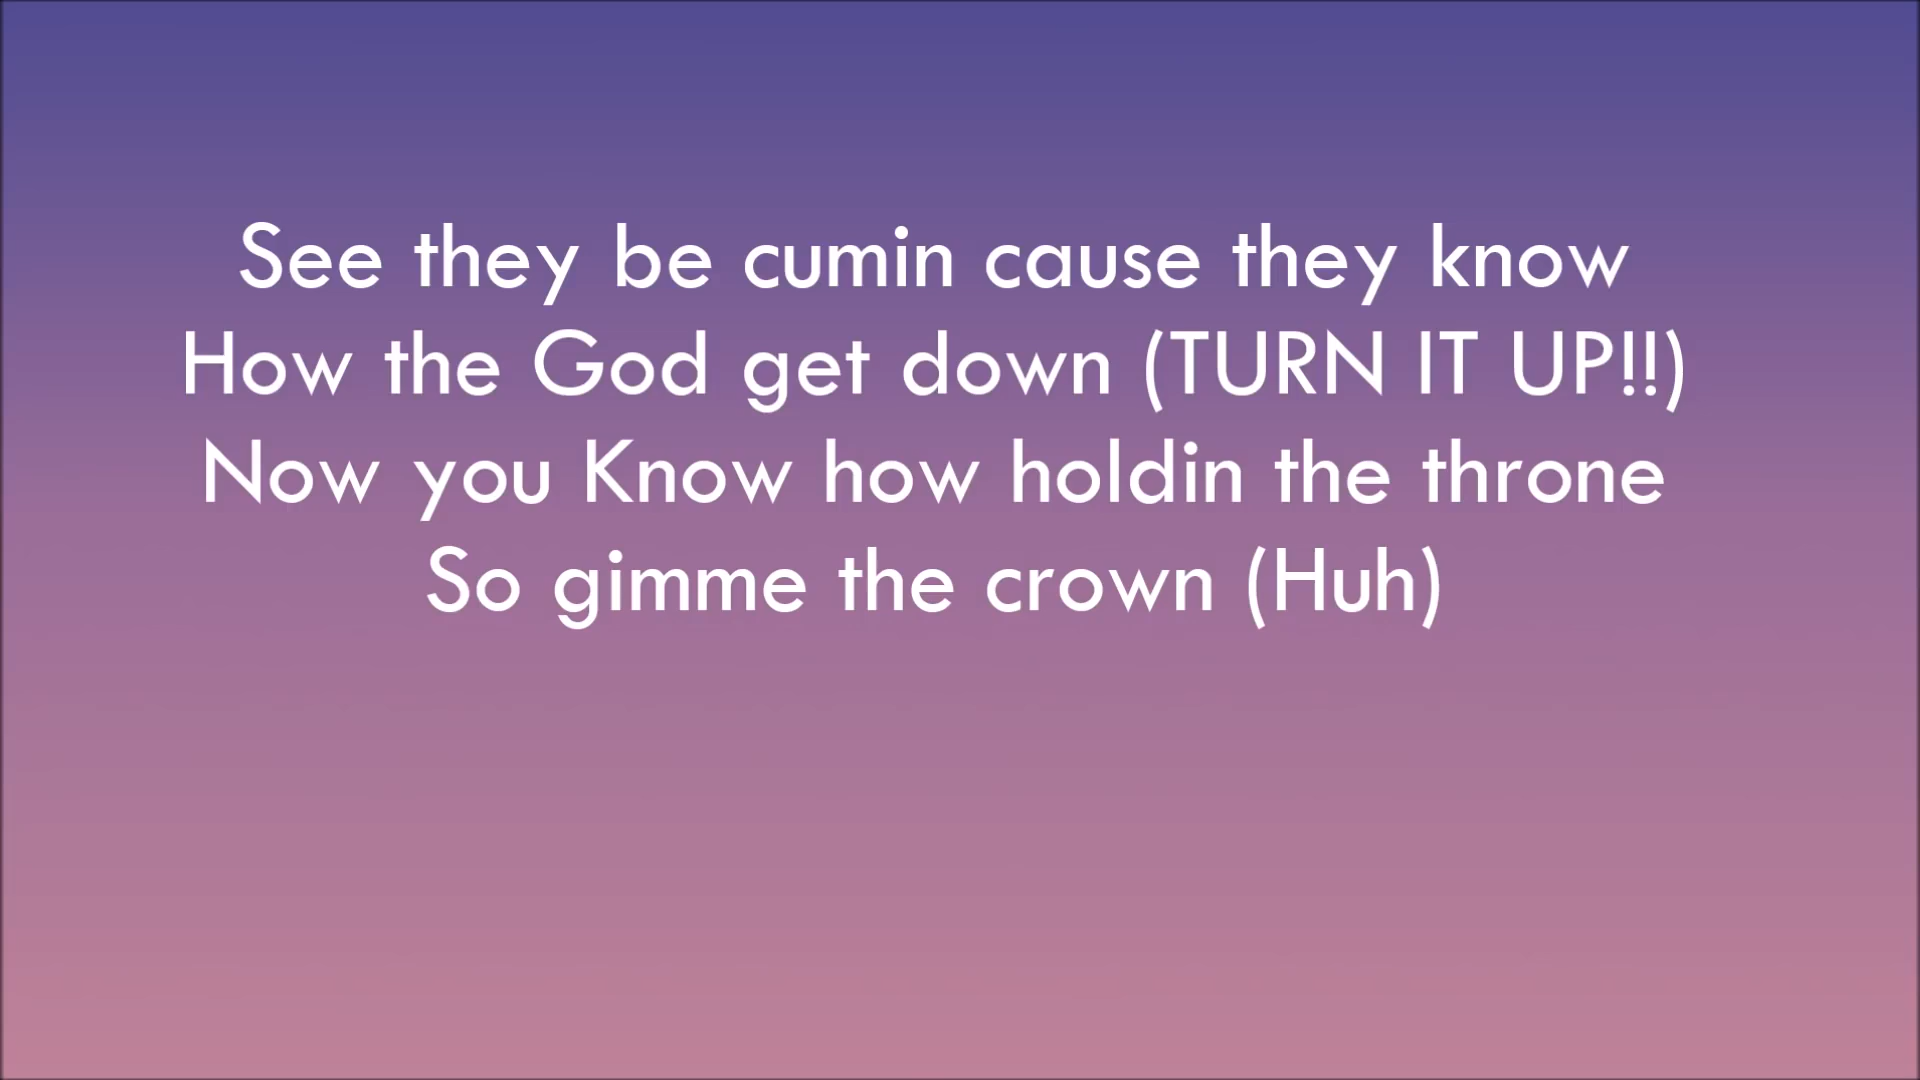 See they be cumin cause they know
How the God get down (TURN IT UP!!)
Now you Know how holdin the throne
So gimme the crown (Huh)